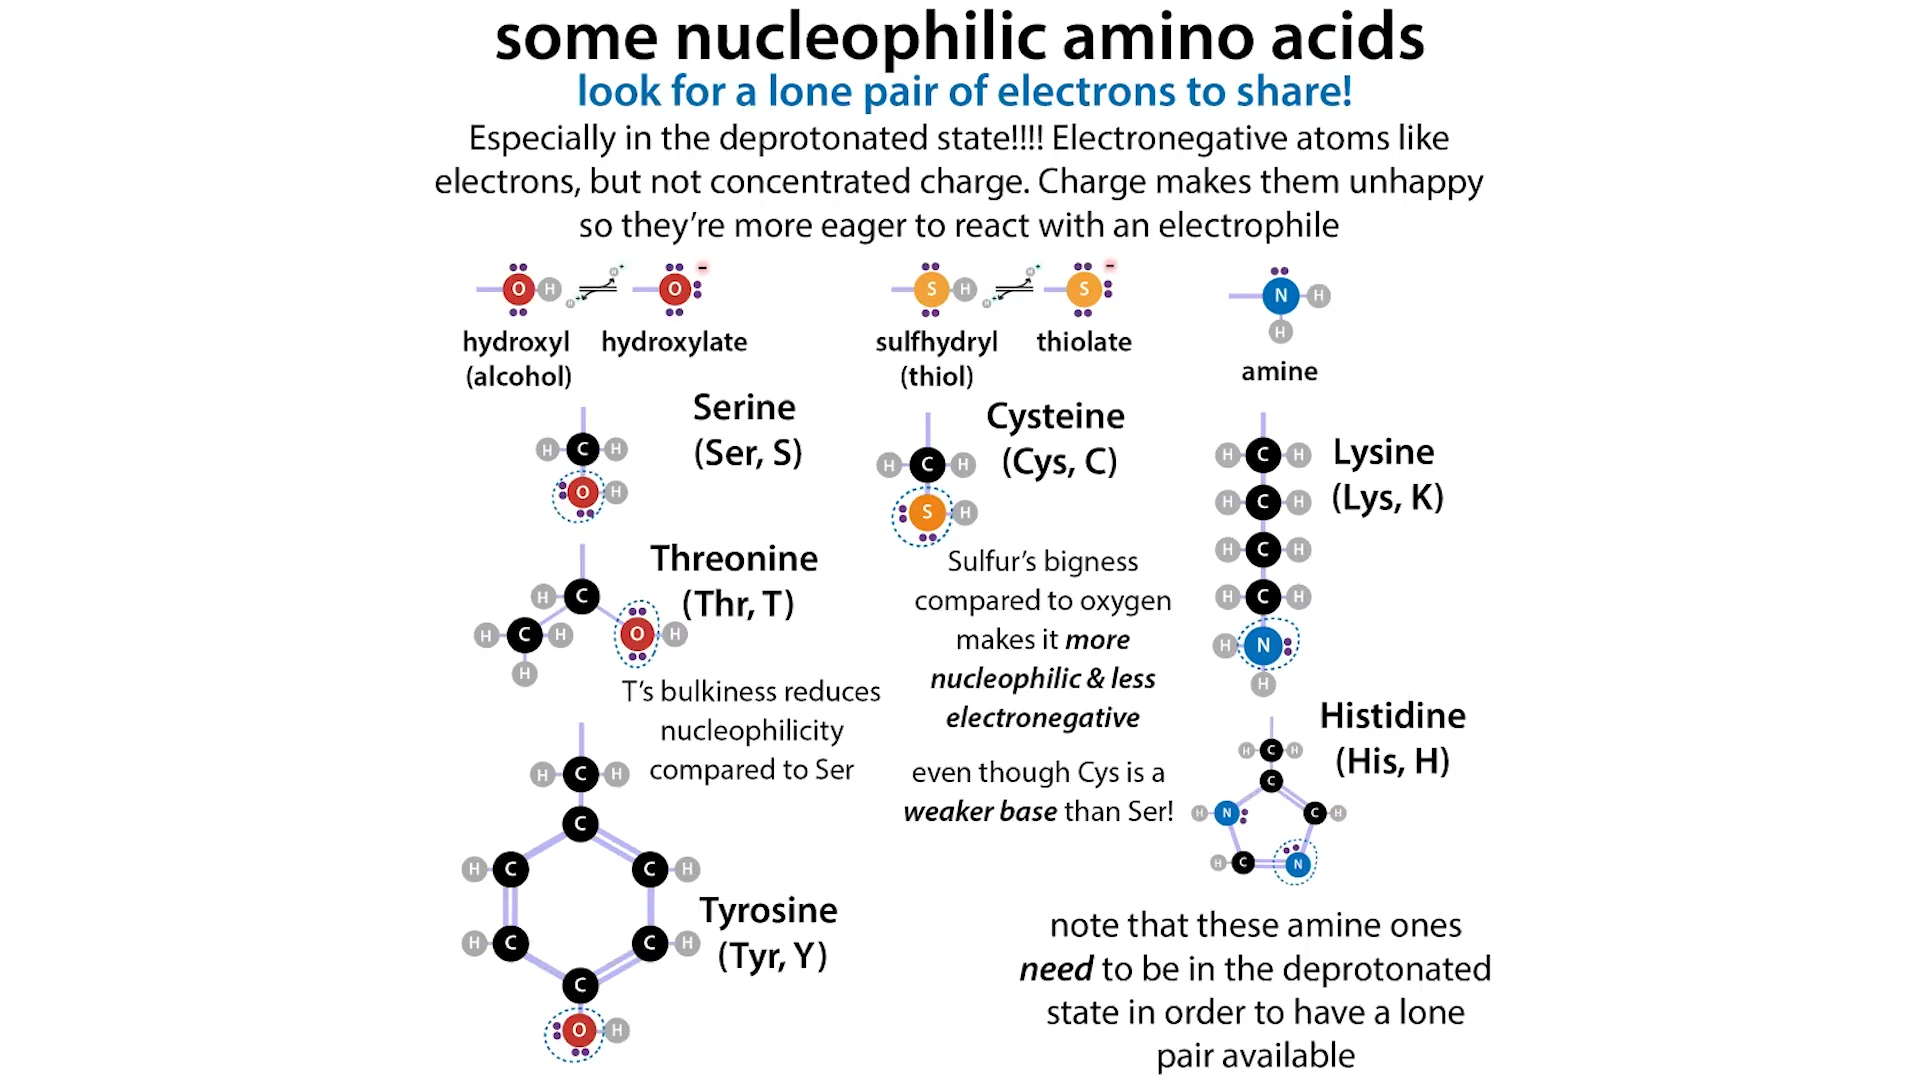 some nucleophilic amino acids
look for a lone pair of electrons to share!
Especially in the deprotonated state!!!! Electronegative atoms like
electrons, but not concentrated charge. Charge makes them unhappy
so they’re more eager to react with an electrophile
O H H+ H+ O -
hydroxyl
(alcohol)
hydroxylate
S H H+ H+ S -
sulfhydryl
(thiol)
thiolate
N H
H
amine
Serine
(Ser, S)
H C H
O H
Threonine
(Thr, T)
H C
H C H O H
H
T’s bulkiness reduces
nucleophilicity
compared to Ser
H C H
C
H C C H
H C C H
C
O H
Tyrosine
(Tyr, Y)
Cysteine
(Cys, C)
H C H
S H
Sulfur’s bigness
compared to oxygen
makes it more
nucleophilic & less
electronegative
even though Cys is a
weaker base than Ser!
Lysine
(Lys, K)
H C H
H C H
H C H
H C H
H N
H
Histidine
(His, H)
H C H
C
H N C H
H C N
note that these amine ones
need to be in the deprotonated
state in order to have a lone
pair available